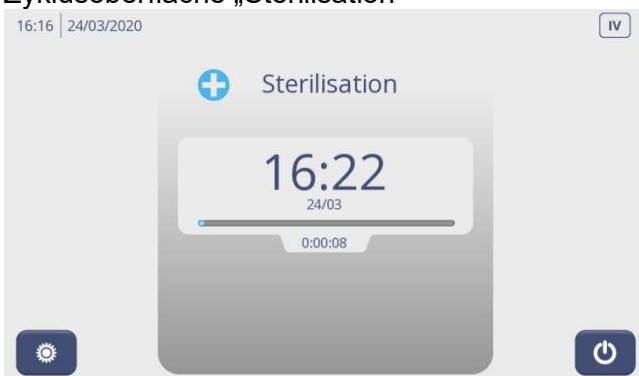 Zyklusoberfläche „Sterilisation
16:16 24/03/2020
IV
Sterilisation
16:22
24/03
0:00:08